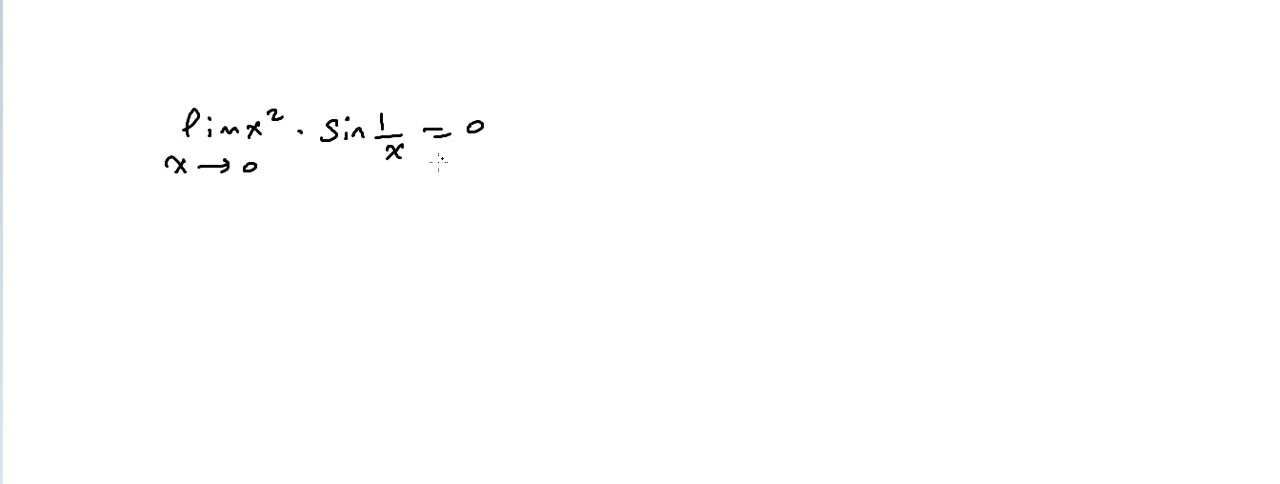 lim x² · sin 1/x = 0
x → 0